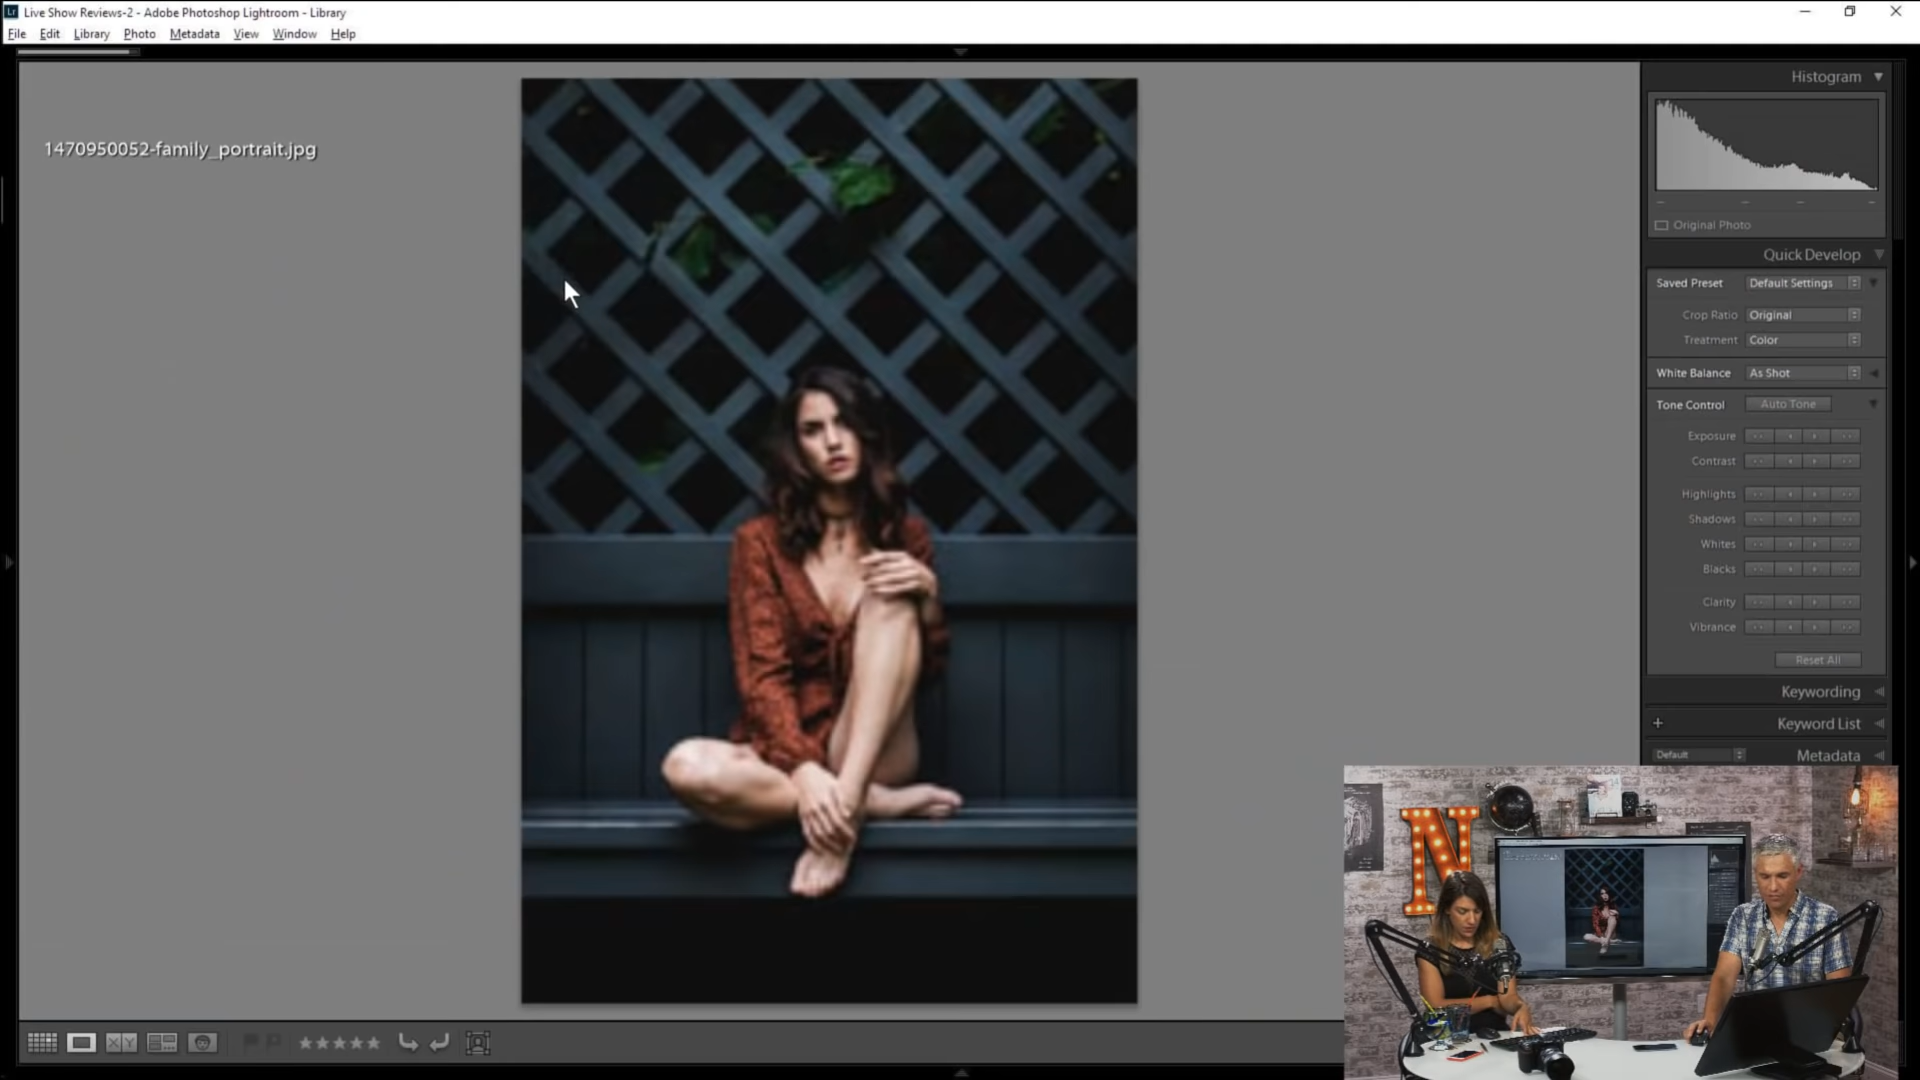 Lr Live Show Reviews-2 - Adobe Photoshop Lightroom - Library
File Edit Library Photo Metadata View Window Help
1470950052-family_portrait.jpg
Histogram
Original Photo
Quick Develop
Saved Preset Default Settings
Crop Ratio Original
Treatment Color
White Balance As Shot
Tone Control Auto Tone
Exposure
Contrast
Highlights
Shadows
Whites
Blacks
Clarity
Vibrance
Reset All
Keywording
+ Keyword List
Default Metadata
N
XY